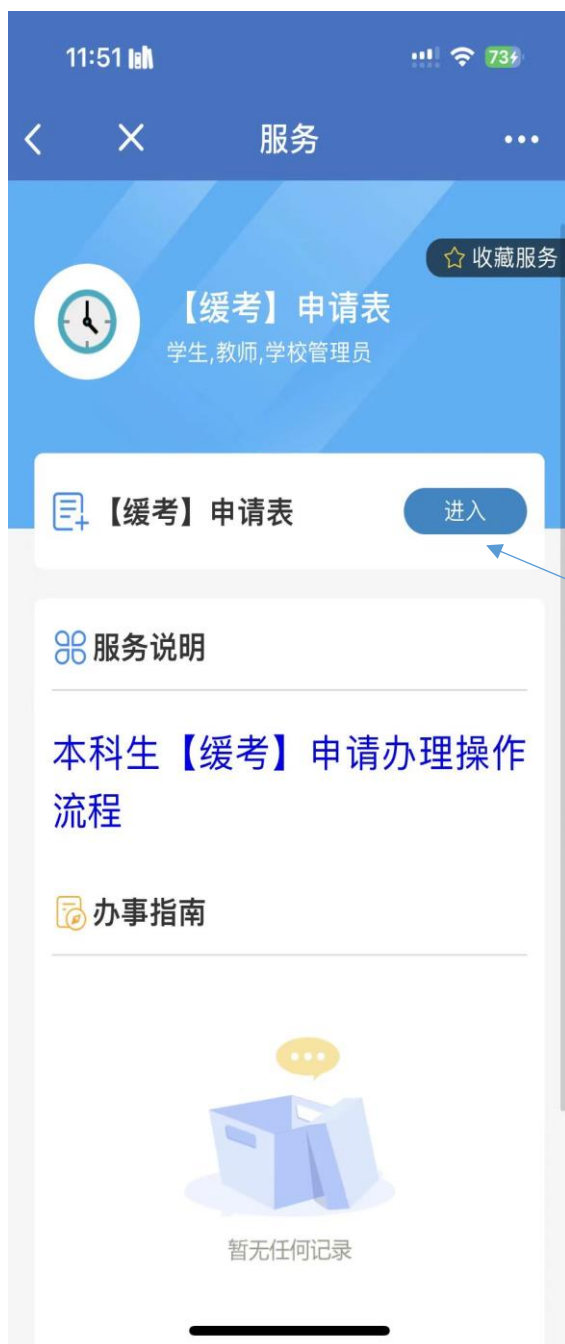 11:51
73
服务
收藏服务
【缓考】申请表
学生,教师,学校管理员
【缓考】申请表
进入
服务说明
本科生【缓考】申请办理操作
流程
办事指南
暂无任何记录